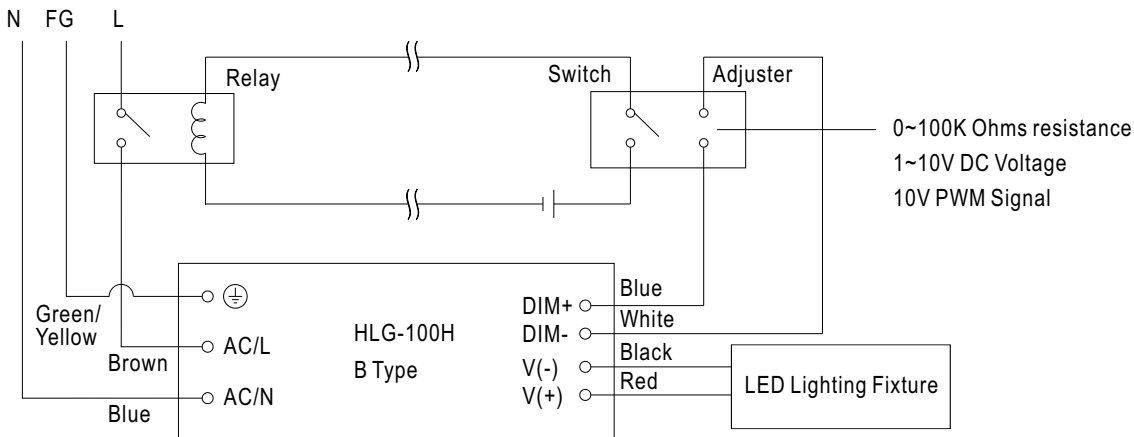 N FG L
Relay
Switch
Adjuster
0~100K Ohms resistance
1~10V DC Voltage
10V PWM Signal
Green/
Yellow
Brown
Blue
AC/L
AC/N
HLG-100H
B Type
DIM+
DIM-
V(-)
V(+)
Blue
White
Black
Red
LED Lighting Fixture